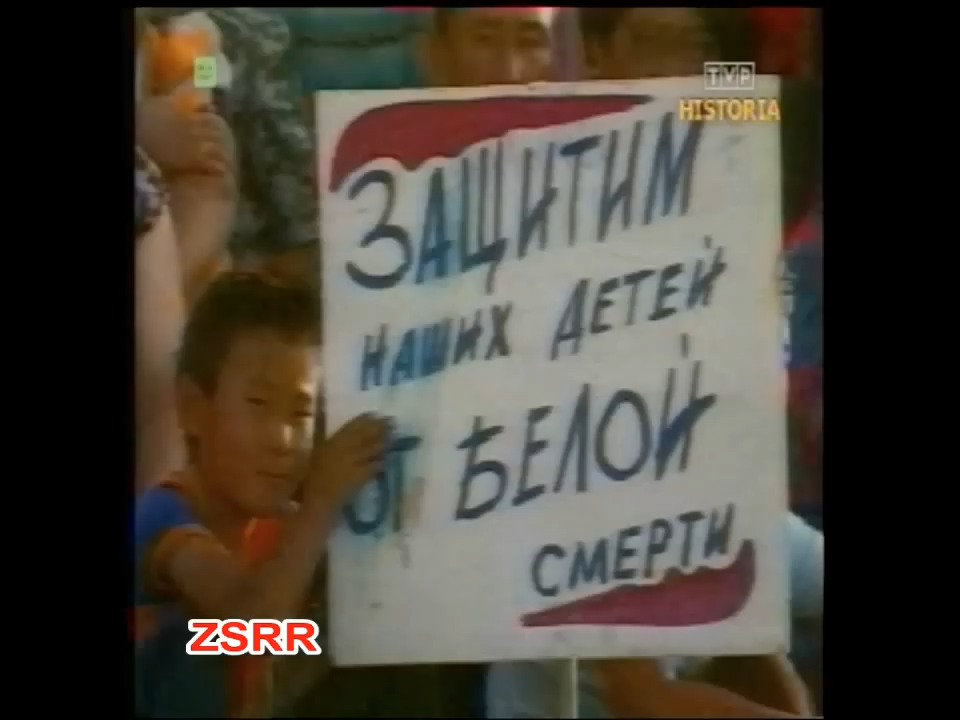 TVP
HISTORIA
ЗАЩИТИМ
НАШИХ ДЕТЕЙ
ОТ БЕЛОЙ
СМЕРТИ
ZSRR